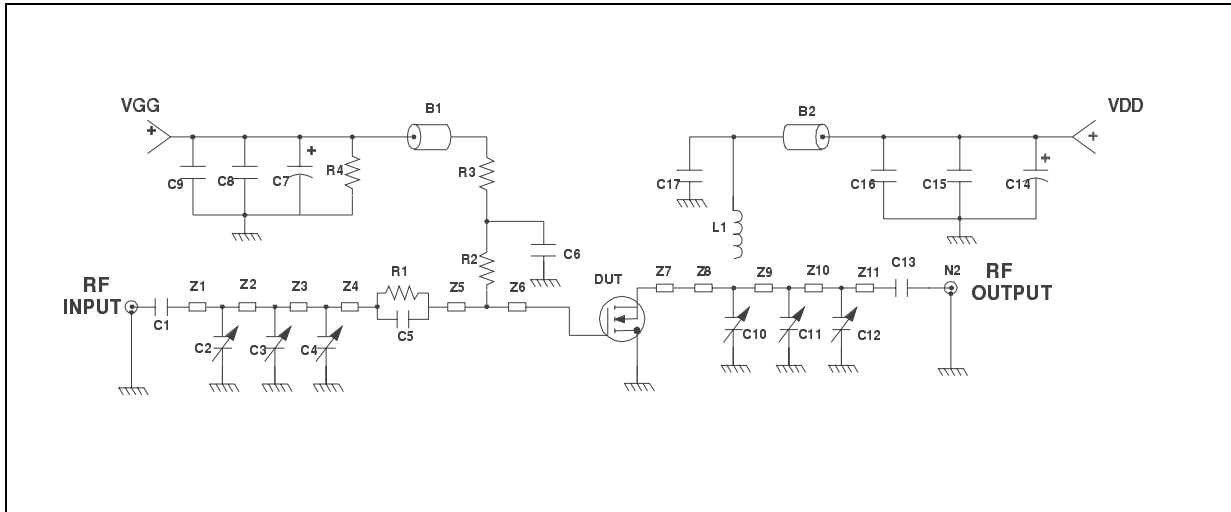 VGG
B1
B2
VDD
+
+
+
+
C9
C8
C7
R4
R3
C17
C16
C15
C14
L1
R2
C6
RF
INPUT
Z1
Z2
Z3
Z4
R1
Z5
Z6
DUT
Z7
Z8
Z9
Z10
Z11
C13
N2
RF
OUTPUT
C1
C2
C3
C4
C5
C10
C11
C12